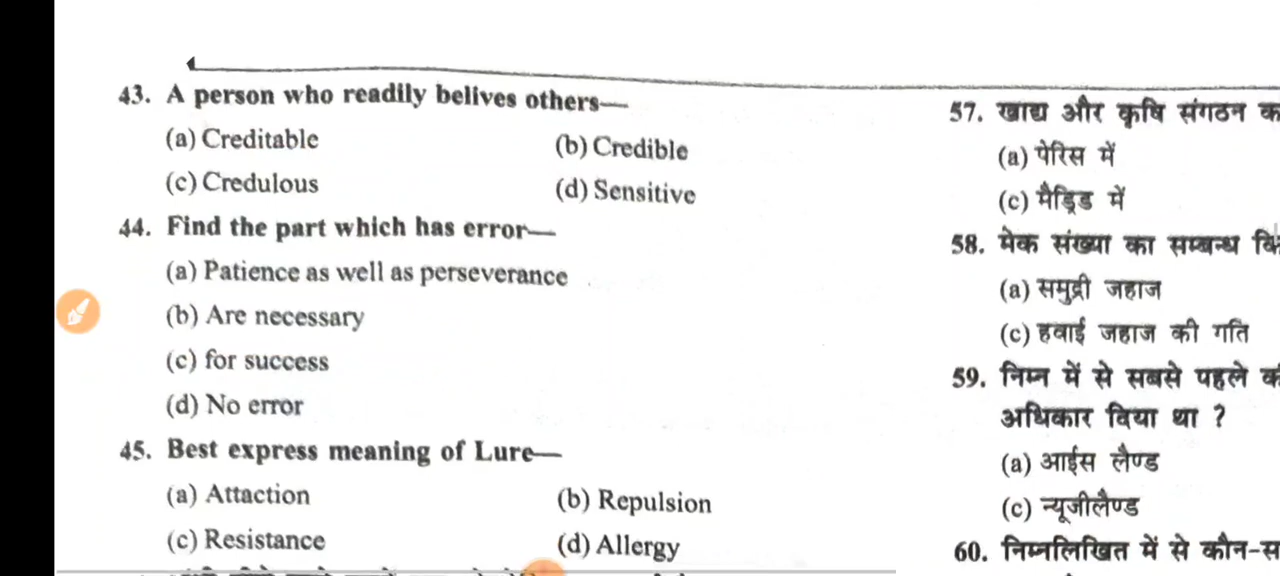 43. A person who readily belives others—
(a) Creditable (b) Credible
(c) Credulous (d) Sensitive
44. Find the part which has error—
(a) Patience as well as perseverance
(b) Are necessary
(c) for success
(d) No error
45. Best express meaning of Lure—
(a) Attaction (b) Repulsion
(c) Resistance (d) Allergy
57. खाद्य और कृषि संगठन
(a) पेरिस में
(c) मैड्रिड में
58. मेक संख्या का सम्बन्ध
(a) समुद्री जहाज
(c) हवाई जहाज की गति
59. निम्न में से सबसे पहले
अधिकार दिया था ?
(a) आईस लैण्ड
(c) न्यूजीलैण्ड
60. निम्नलिखित में से